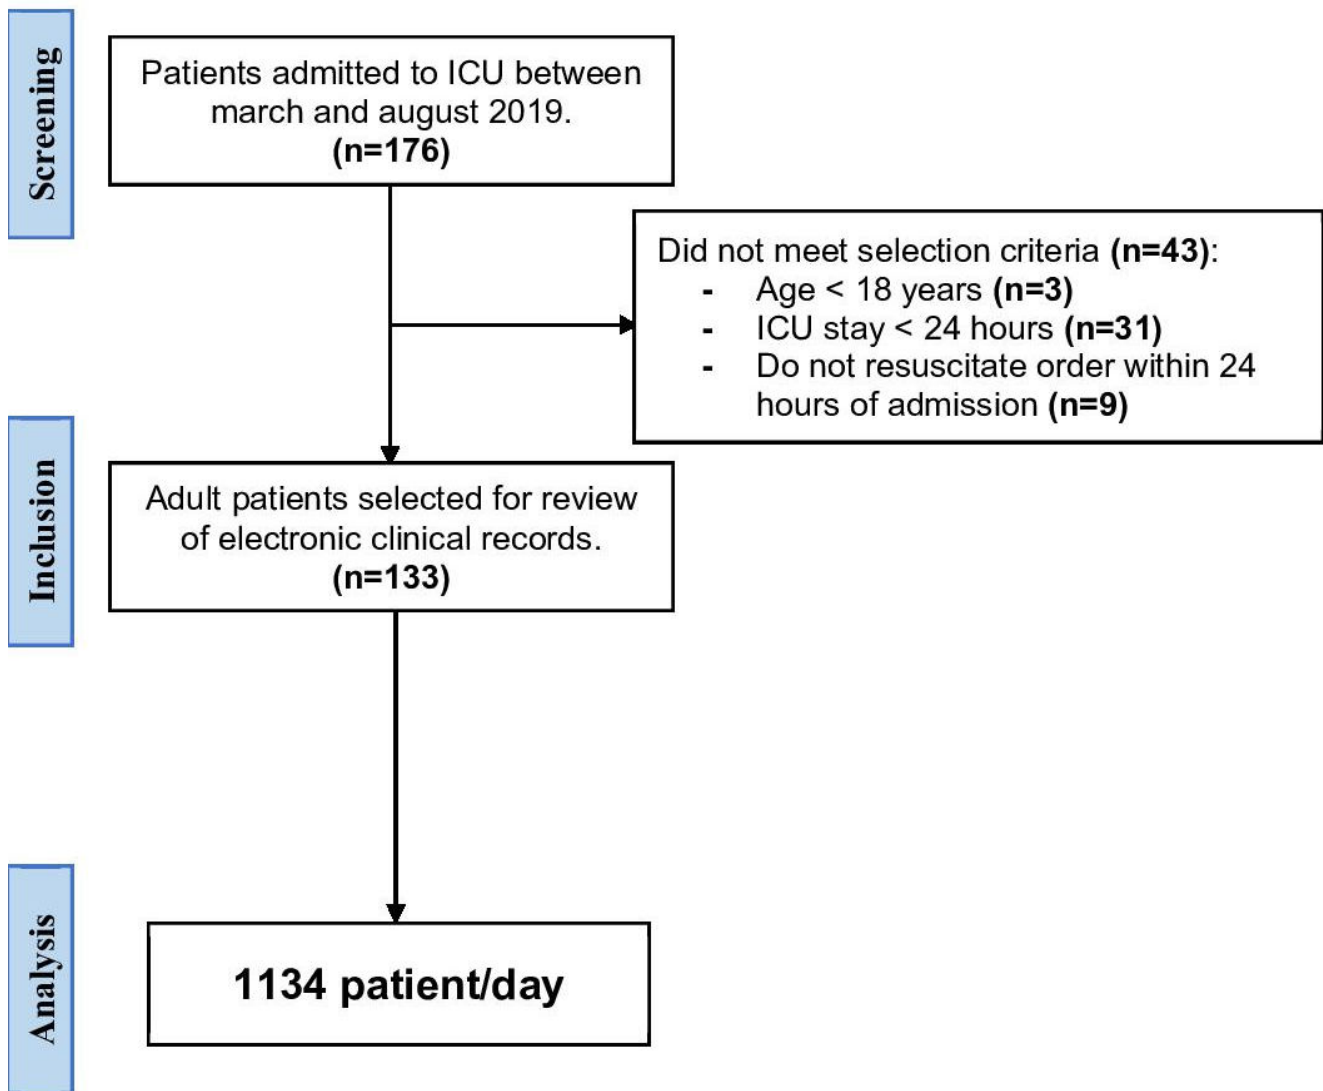 Screening
Patients admitted to ICU between
march and august 2019.
(n=176)
Did not meet selection criteria (n=43):
- Age < 18 years (n=3)
- ICU stay < 24 hours (n=31)
- Do not resuscitate order within 24
hours of admission (n=9)
Inclusion
Adult patients selected for review
of electronic clinical records.
(n=133)
Analysis
1134 patient/day